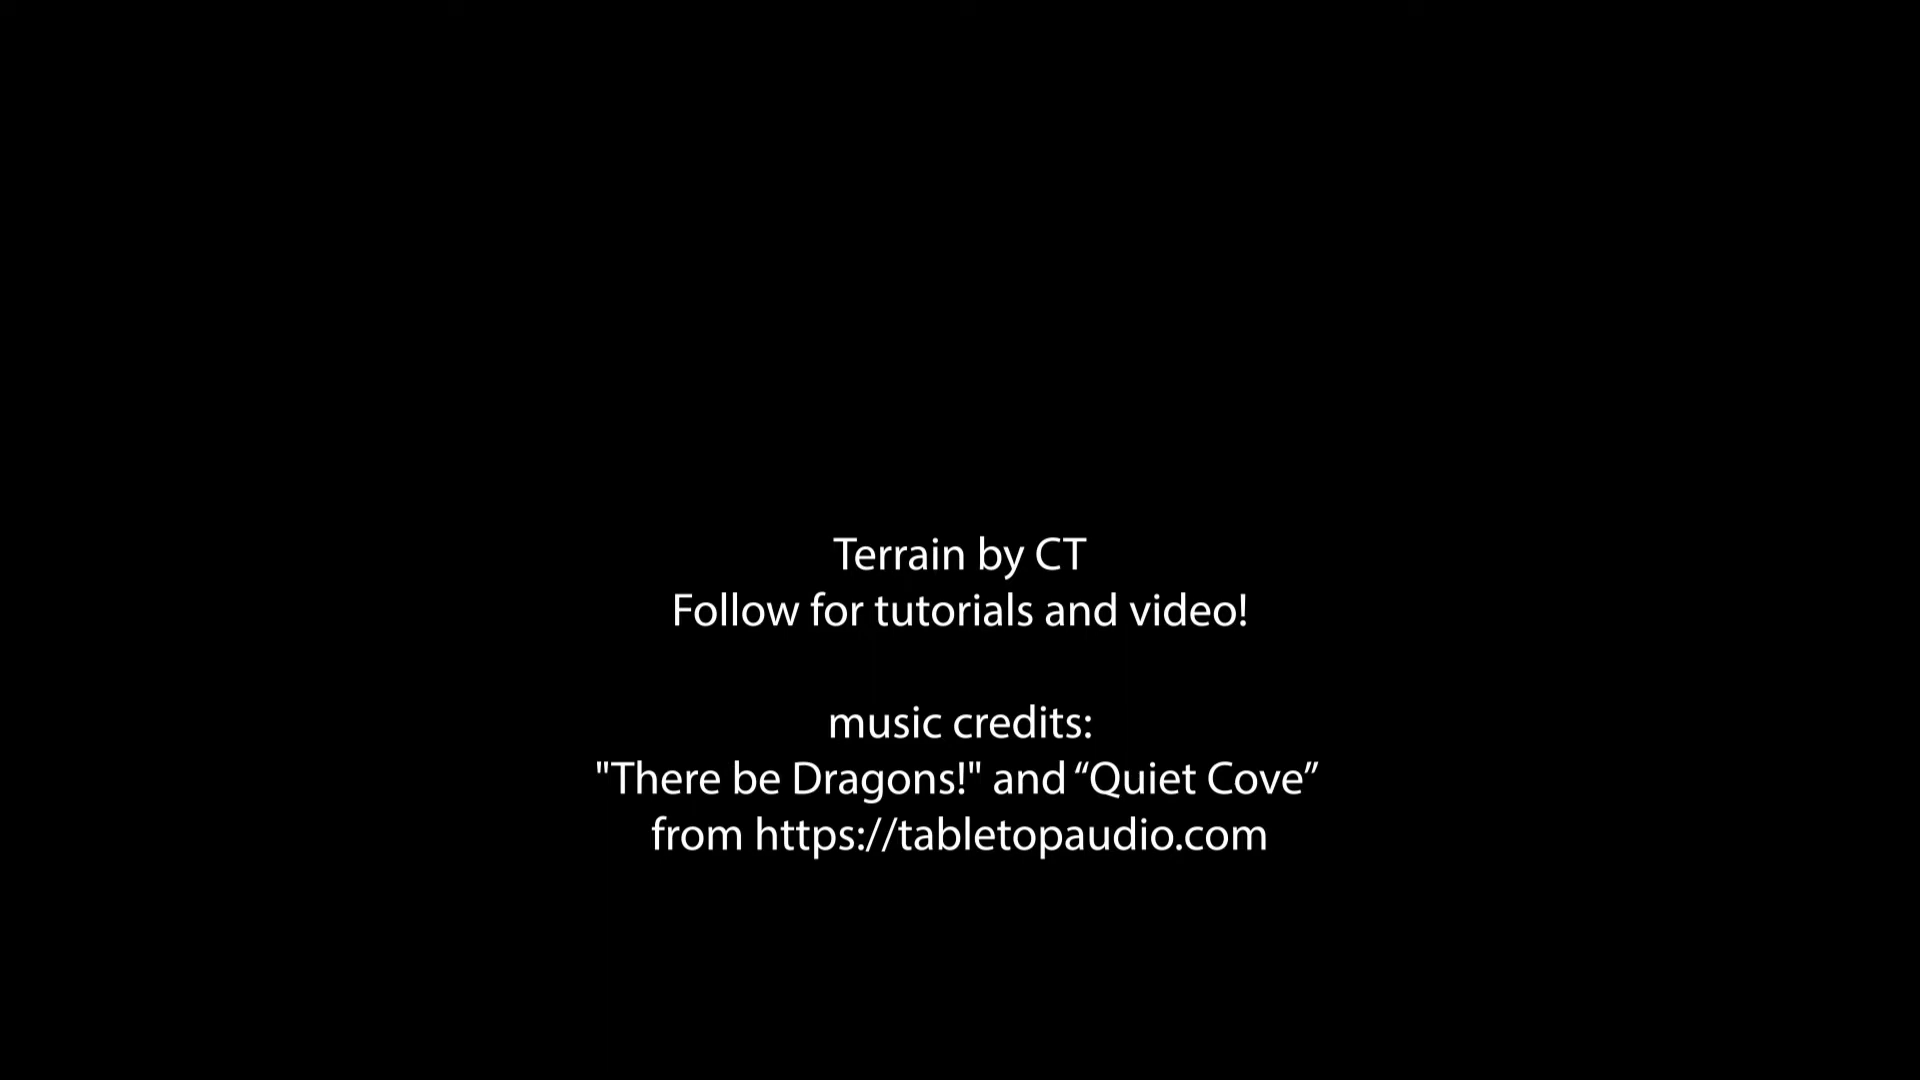 Terrain by CT
Follow for tutorials and video!
music credits:
"There be Dragons!" and “Quiet Cove”
from https://tabletopaudio.com